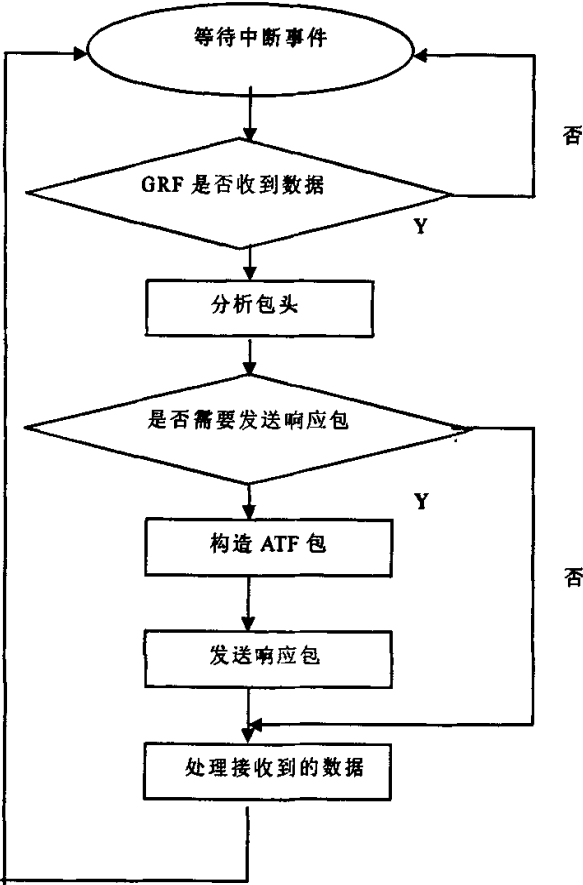 等待中断事件
否
GRF 是否收到数据
Y
分析包头
是否需要发送响应包
Y
构造 ATF 包
否
发送响应包
处理接收到的数据